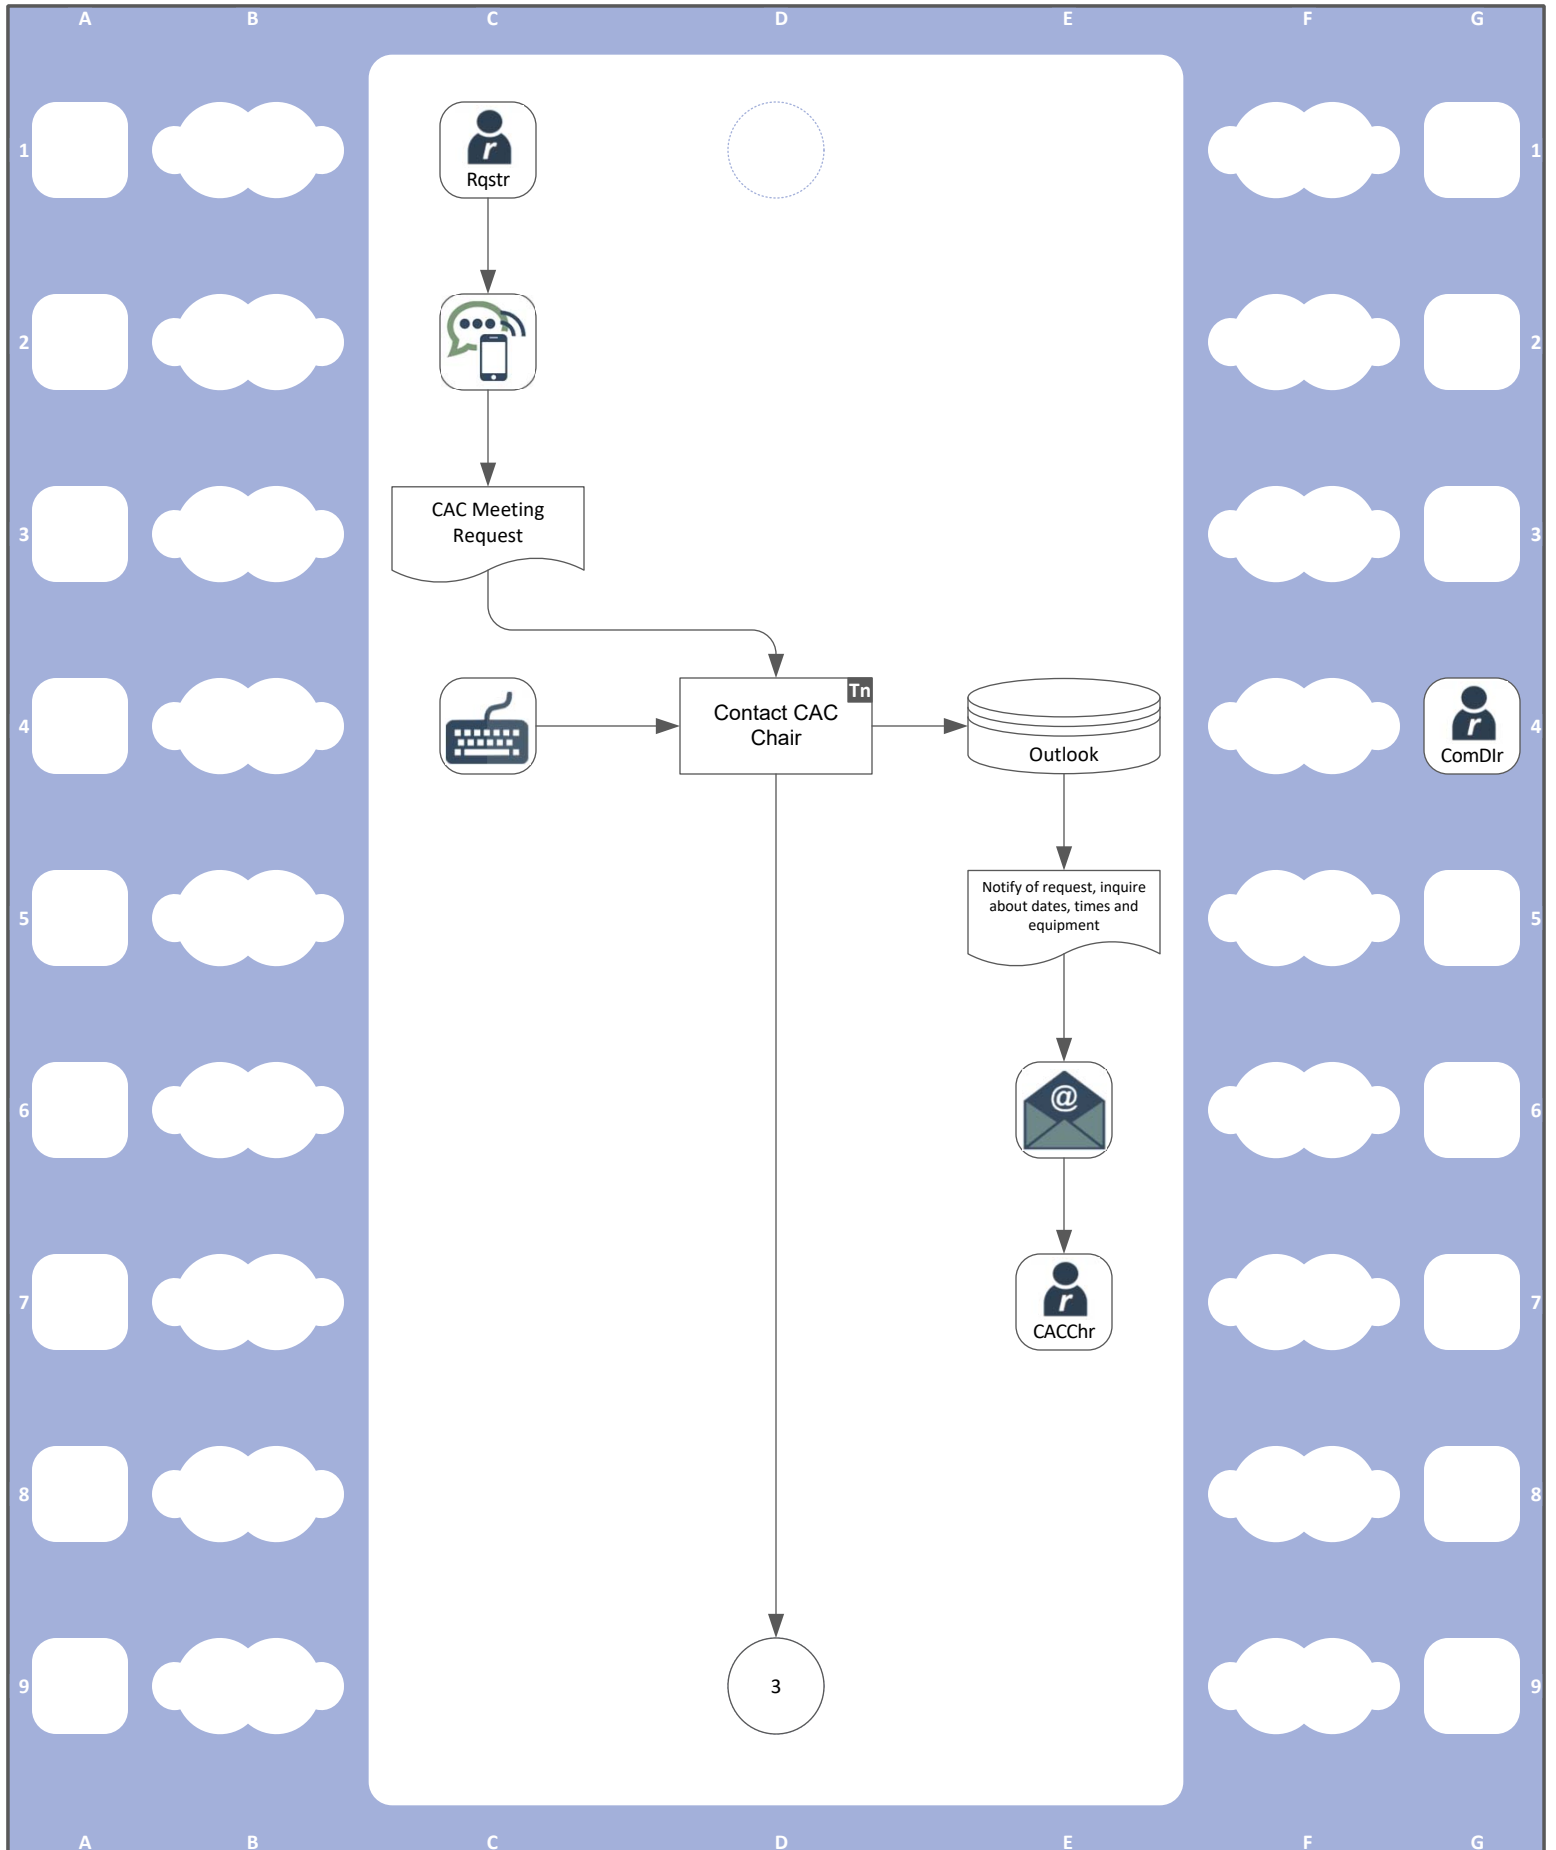 A B C D E F G
1 r 1
Rqstr
2 2
CAC Meeting
3 Request 3
Tn
Contact CAC
4 Chair r 4
Outlook ComDIr
Notify of request, inquire
5 about dates, times and 5
equipment
@
6 6
r
7 7
CACChr
8 8
9 3 9
A B C D E F G